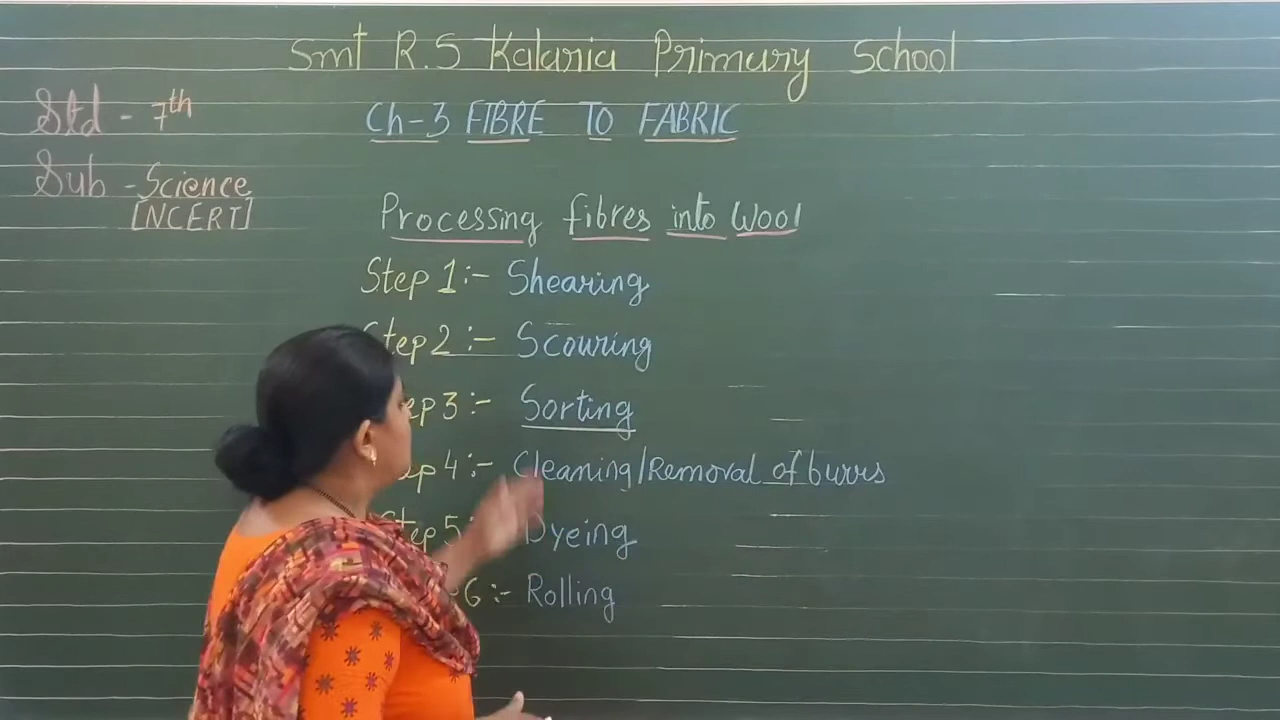 Smt R.S Kalaria Primary School
Std - 7th
Ch-3 FIBRE TO FABRIC
Sub - Science
[NCERT]
Processing fibres into Wool
Step 1:- Shearing
Step 2:- Scouring
Step 3:- Sorting
Step 4:- Cleaning/Removal of burrs
Step 5:- Dyeing
6:- Rolling